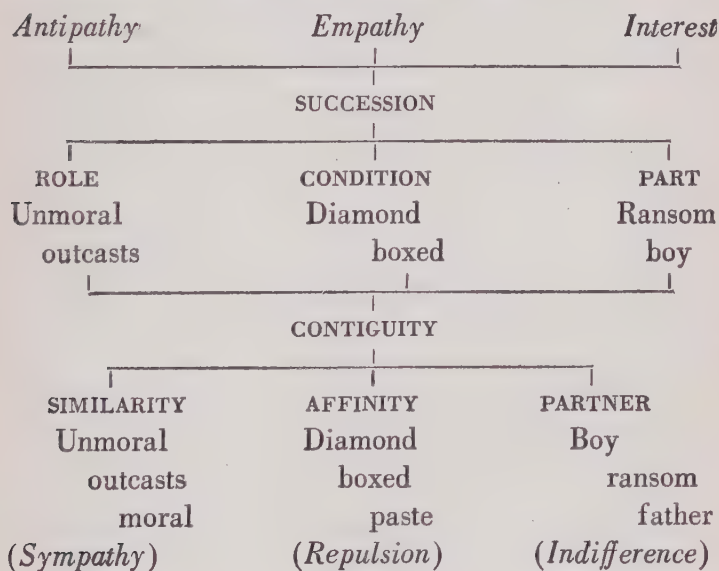 Antipathy Empathy Interest
SUCCESSION
ROLE CONDITION PART
Unmoral Diamond Ransom
outcasts boxed boy
CONTIGUITY
SIMILARITY AFFINITY PARTNER
Unmoral Diamond Boy
outcasts boxed ransom
moral paste father
(Sympathy) (Repulsion) (Indifference)